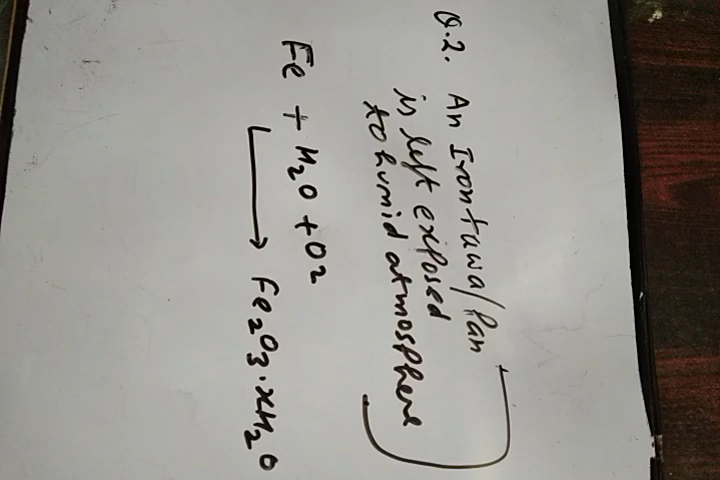 Q.2. An Iron tawa/Pan
is left exposed
to humid atmosphere
Fe + H2O + O2
→ Fe2O3·xH2O